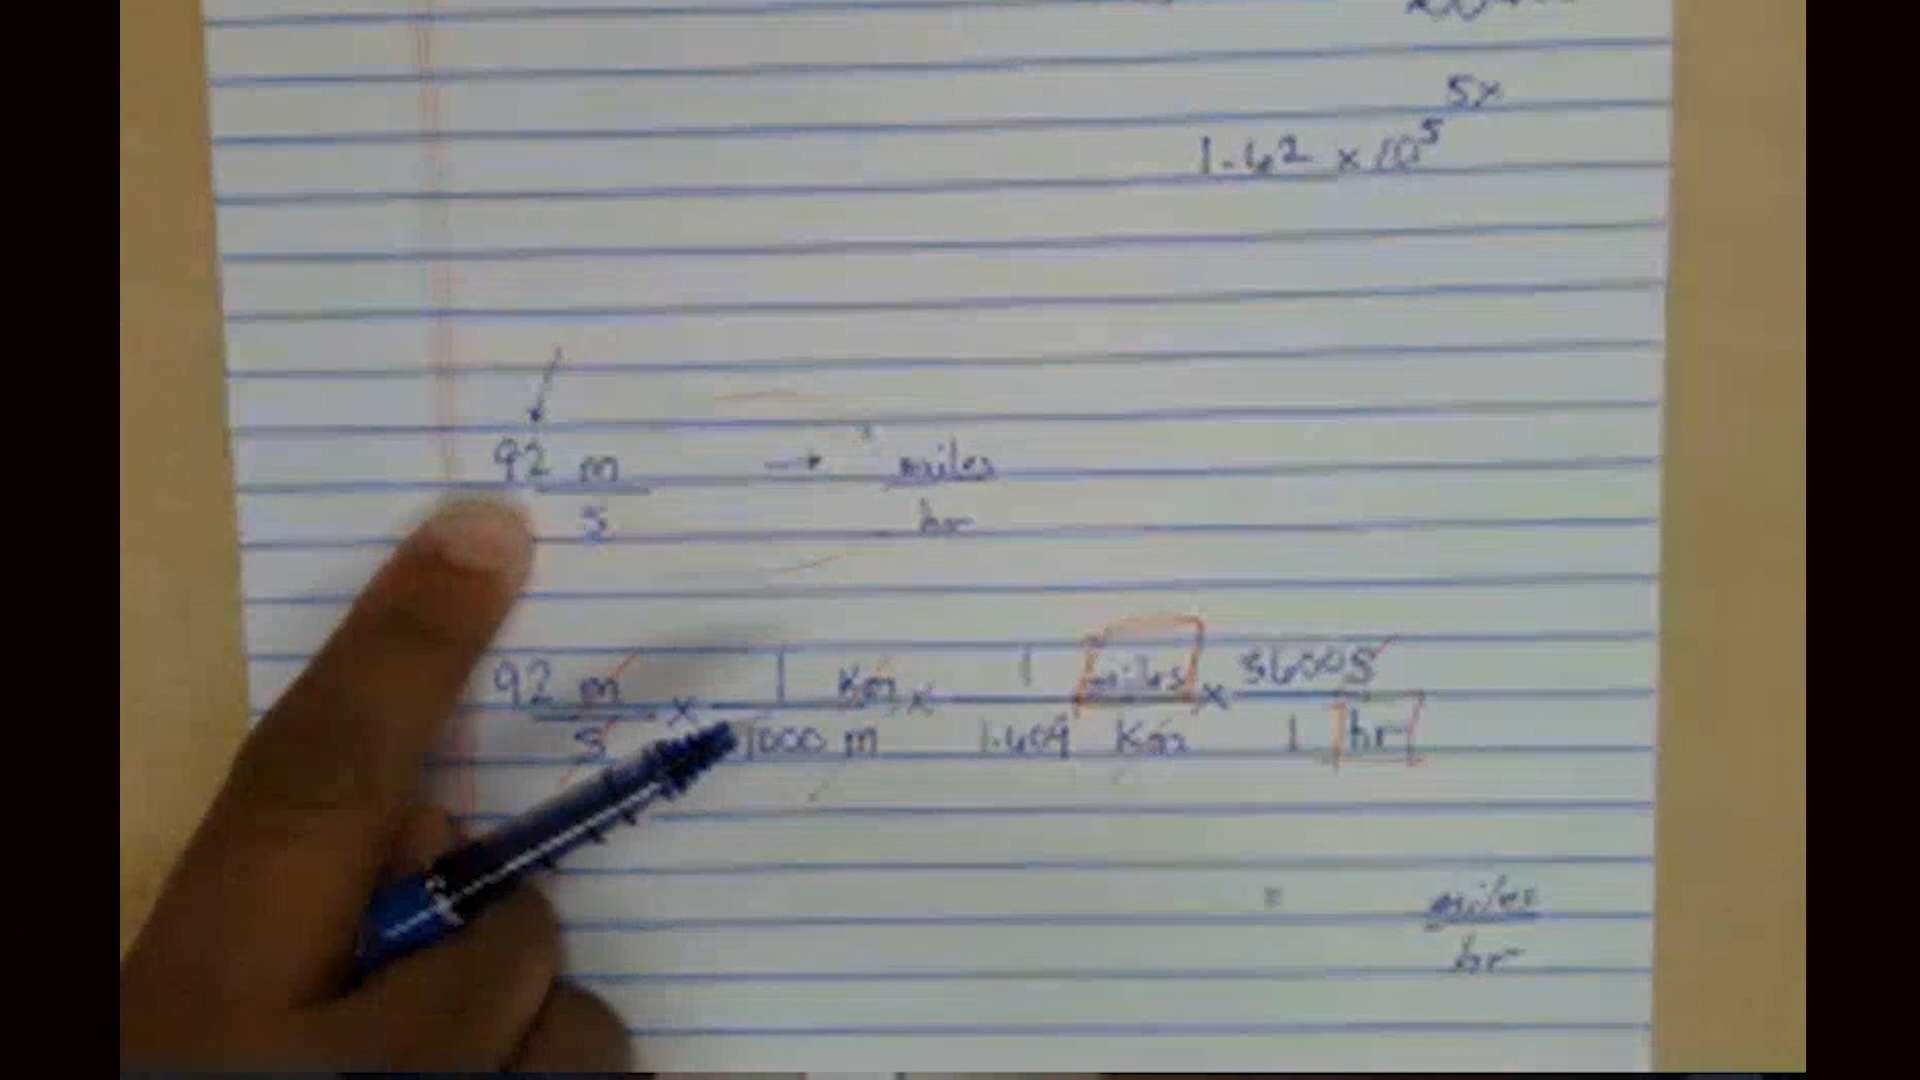 5x
1.62 x 10^5
92 m → miles
s hr
92 m x 1 Km x 1 miles x 3600 s
s 1000 m 1.609 Km 1 hr
= miles
hr